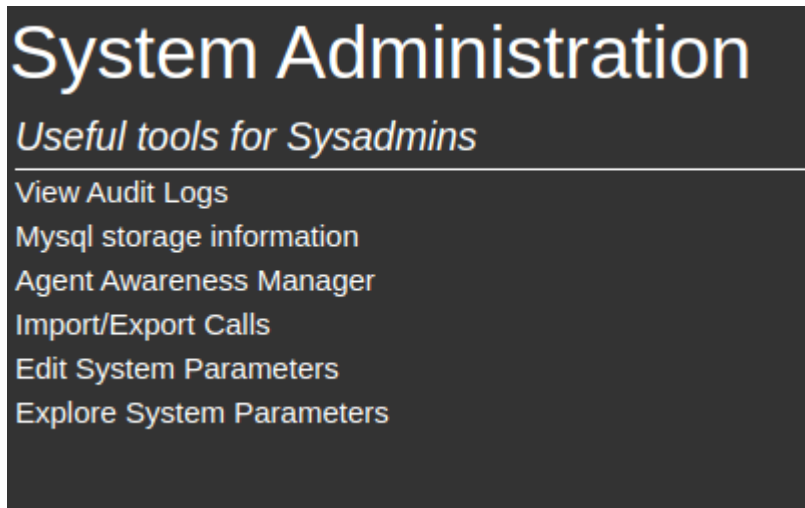 System Administration
Useful tools for Sysadmins
View Audit Logs
Mysql storage information
Agent Awareness Manager
Import/Export Calls
Edit System Parameters
Explore System Parameters